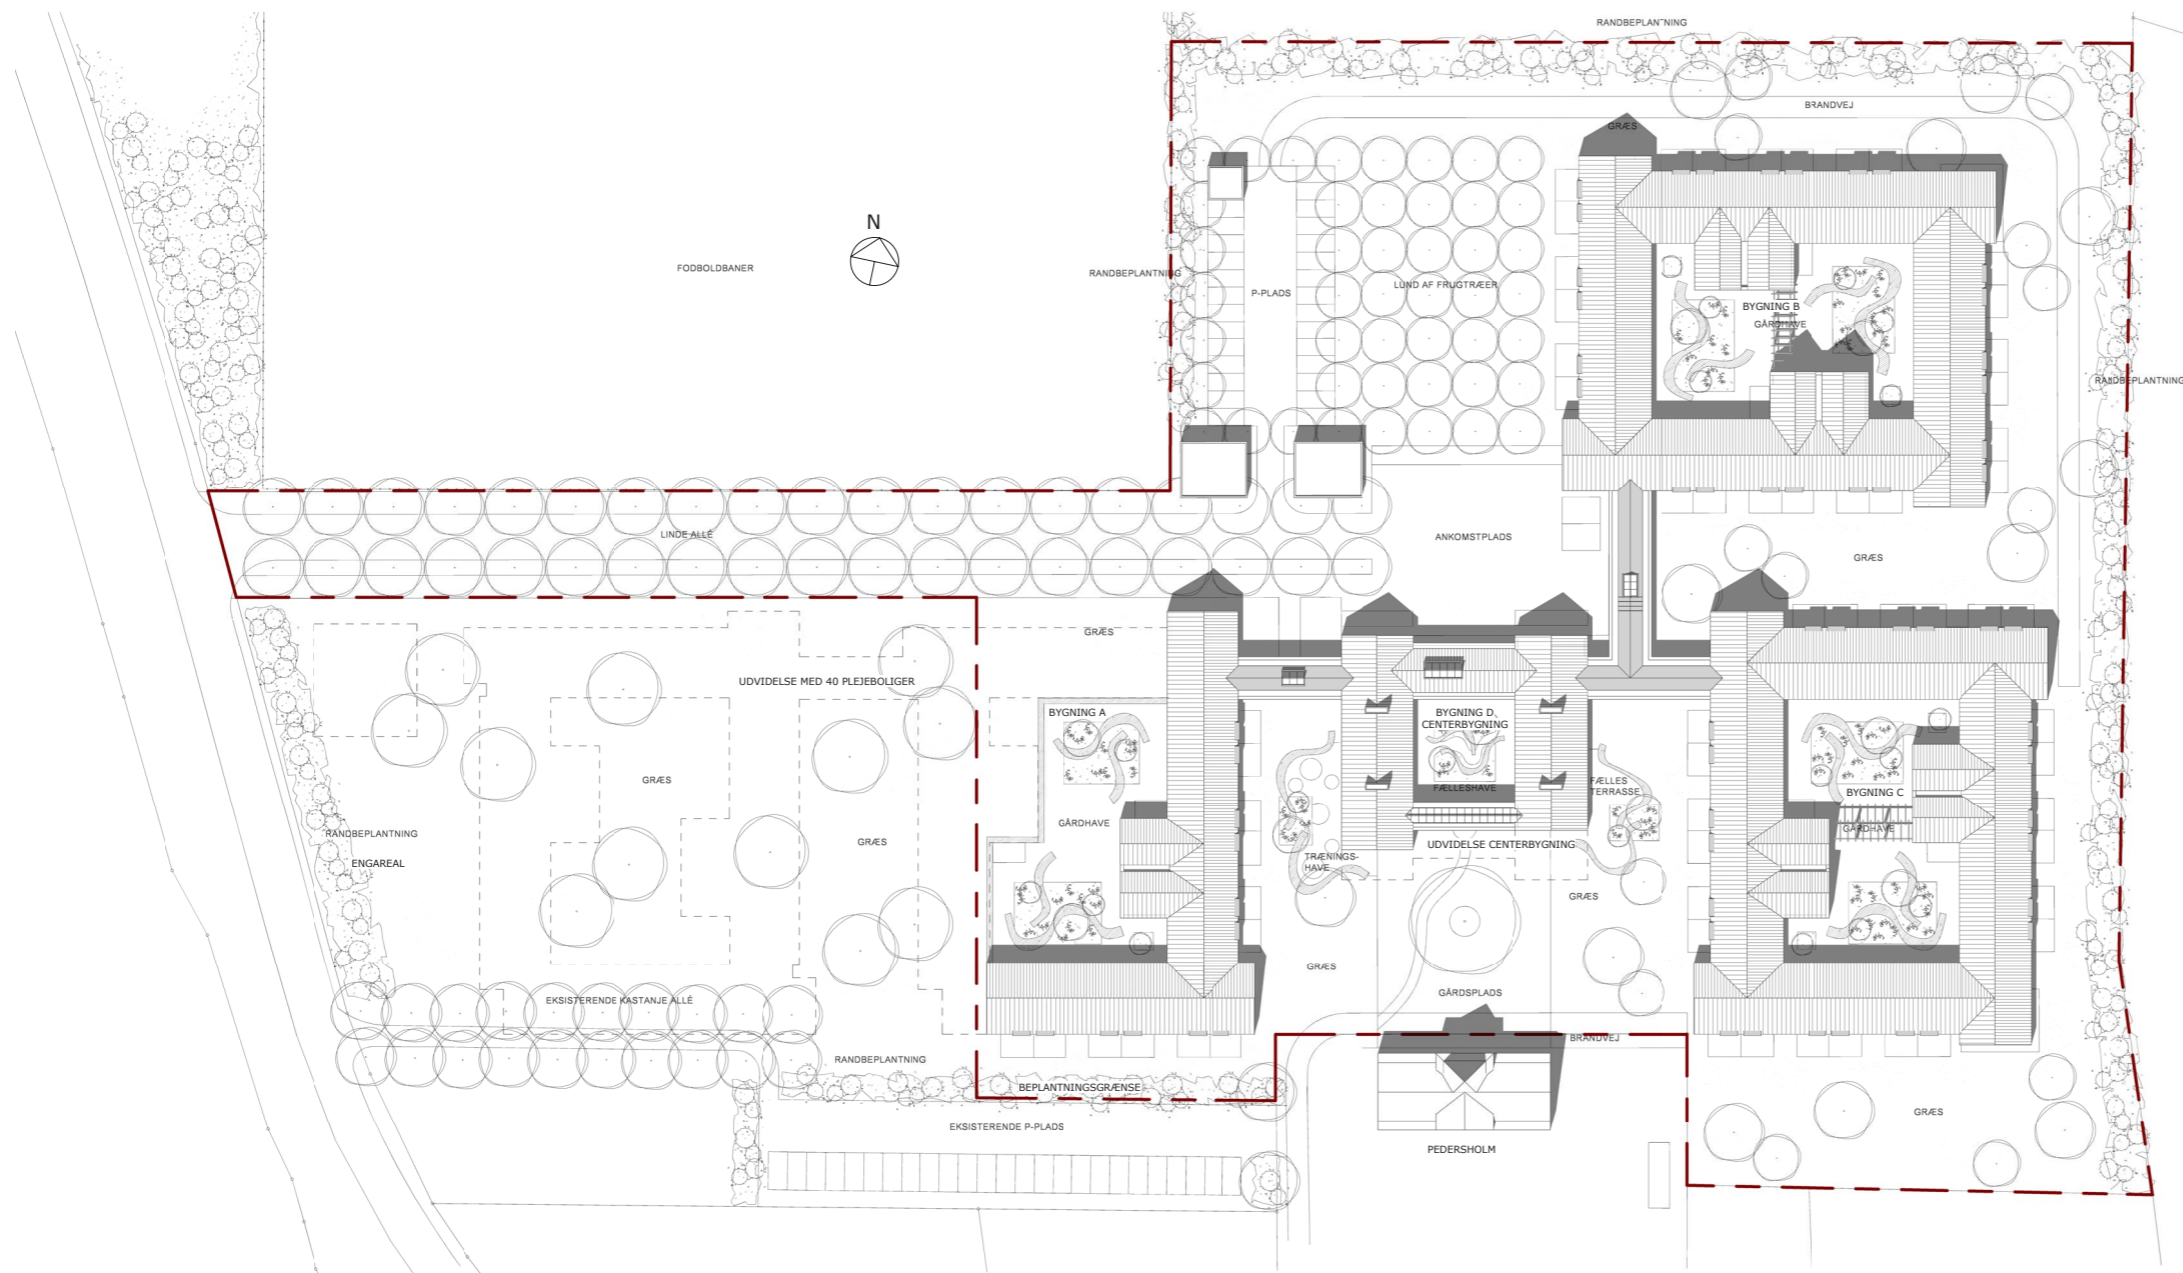 RANDBEPLANTNING
BRANDVEJ
GRÆS
N
FODBOLDBANER
RANDBEPLANTNING
P-PLADS
LUND AF FRUGTRÆER
BYGNING B
GÅRDHAVE
RANDBEPLANTNING
LINDE ALLÉ
ANKOMSTPLADS
GRÆS
GRÆS
UDVIDELSE MED 40 PLEJEBOLIGER
BYGNING A
BYGNING D
CENTERBYGNING
GRÆS
FÆLLESHAVE
FÆLLES
TERRASSE
BYGNING C
GÅRDHAVE
GÅRDHAVE
RANDBEPLANTNING
ENGAREAL
GRÆS
UDVIDELSE CENTERBYGNING
TRÆNINGS-
HAVE
GRÆS
GRÆS
GÅRDSPLADS
EKSISTERENDE KASTANJE ALLÉ
BRANDVEJ
RANDBEPLANTNING
BEPLANTNINGSGRÆNSE
GRÆS
EKSISTERENDE P-PLADS
PEDERSHOLM